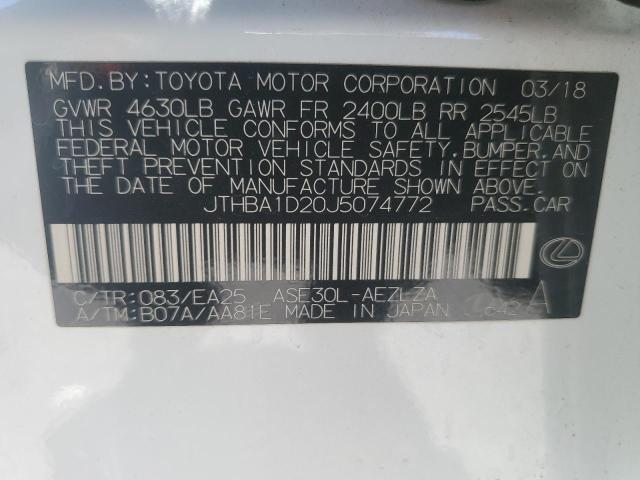 MFD.BY:TOYOTA MOTOR CORPORATION 03/18
GVWR 4630LB GAWR FR 2400LB RR 2545LB
THIS VEHICLE CONFORMS TO ALL APPLICABLE
FEDERAL MOTOR VEHICLE SAFETY,BUMPER,AND
THEFT PREVENTION STANDARDS IN EFFECT ON
THE DATE OF MANUFACTURE SHOWN ABOVE.
JTHBA1D20J5074772 PASS.CAR
C/TR:083/EA25 ASE30L-AEZLZA A
A/TM:B07A/AA81E MADE IN JAPAN